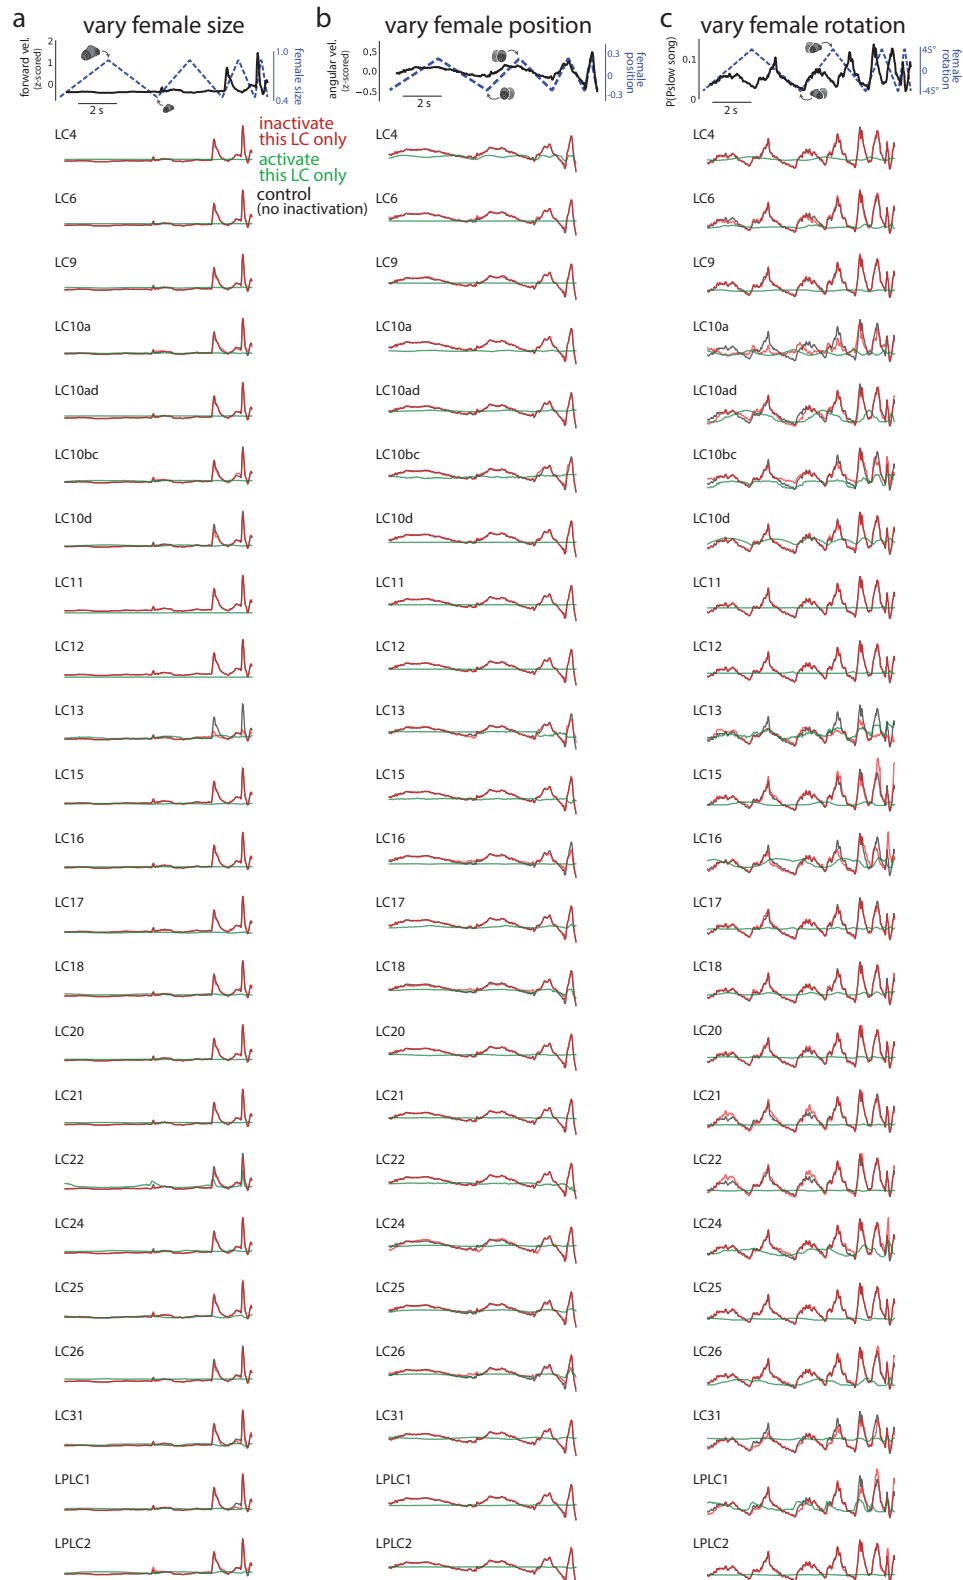 a
vary female size
forward vel.
(z-scored)
2
1
0
1.0
0.4
female size
2 s
inactivate
this LC only
activate
this LC only
control
(no inactivation)
LC4
LC6
LC9
LC10a
LC10ad
LC10bc
LC10d
LC11
LC12
LC13
LC15
LC16
LC17
LC18
LC20
LC21
LC22
LC24
LC25
LC26
LC31
LPLC1
LPLC2
b
vary female position
angular vel.
(z-scored)
0.5
0.0
−0.5
0.3
-0.3
female
position
2 s
LC4
LC6
LC9
LC10a
LC10ad
LC10bc
LC10d
LC11
LC12
LC13
LC15
LC16
LC17
LC18
LC20
LC21
LC22
LC24
LC25
LC26
LC31
LPLC1
LPLC2
c
vary female rotation
P(Pslow song)
0.1
0
45°
-45°
female
rotation
2 s
LC4
LC6
LC9
LC10a
LC10ad
LC10bc
LC10d
LC11
LC12
LC13
LC15
LC16
LC17
LC18
LC20
LC21
LC22
LC24
LC25
LC26
LC31
LPLC1
LPLC2